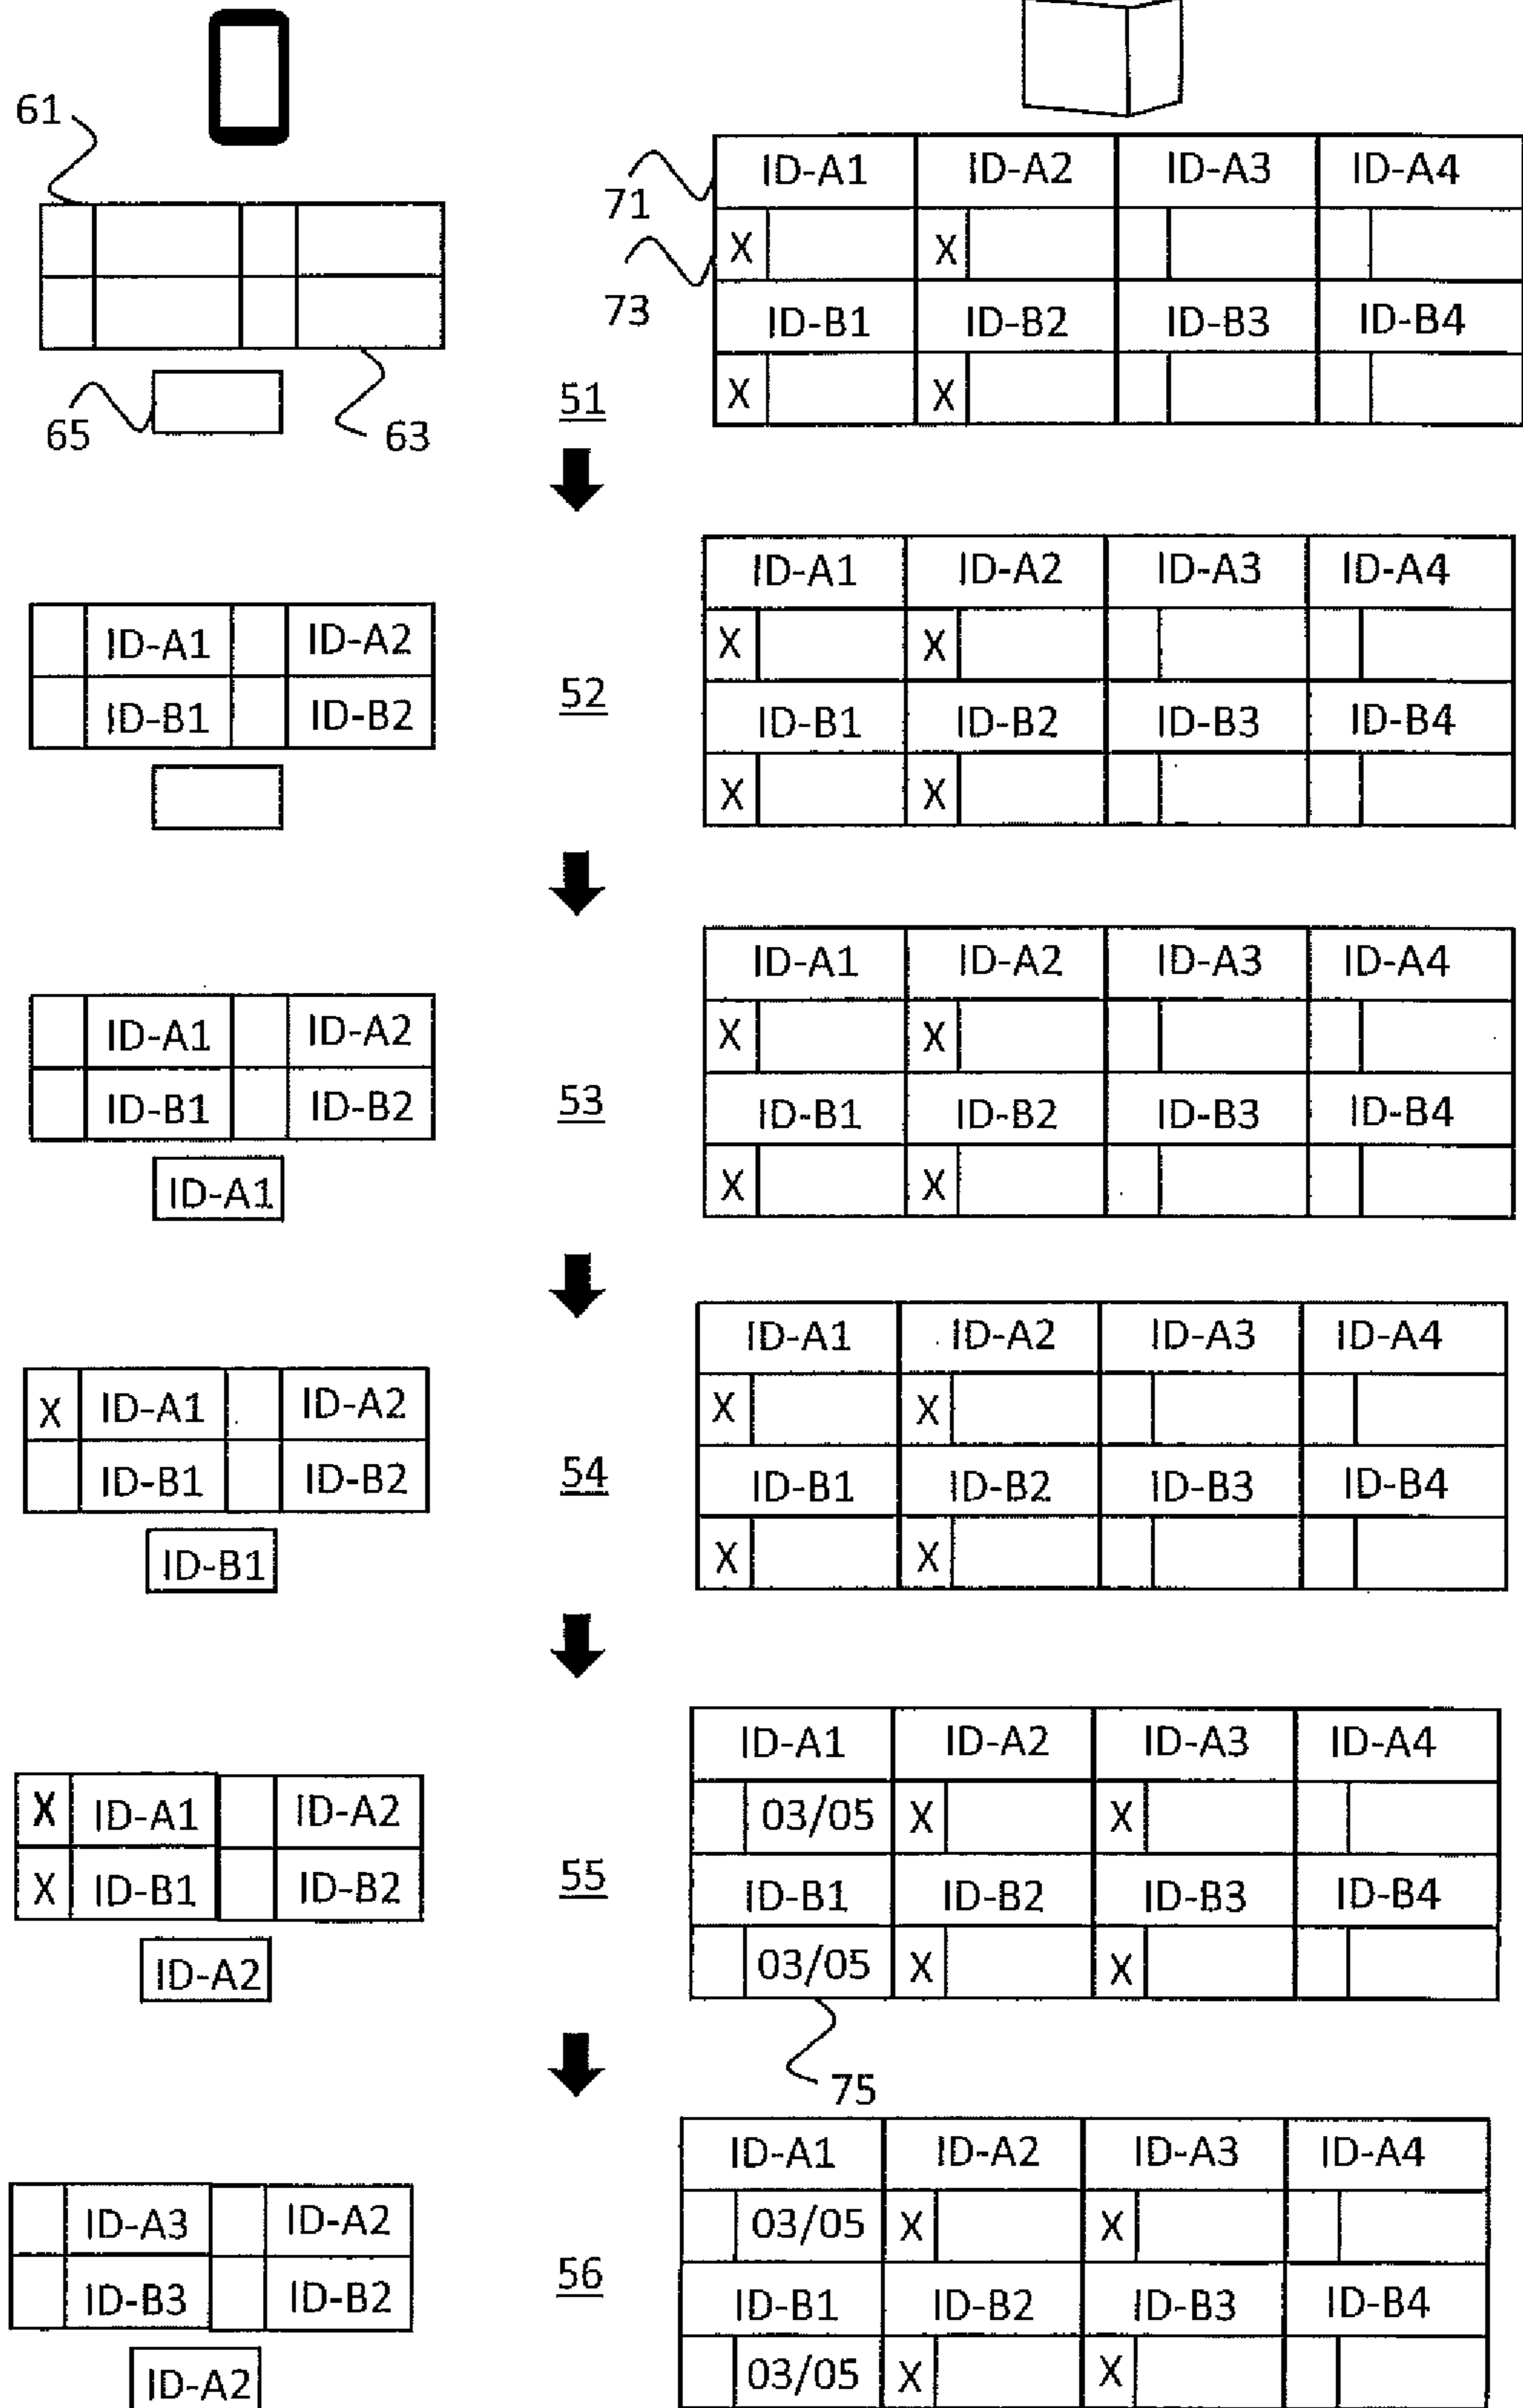 61
71 ID-A1 ID-A2 ID-A3 ID-A4
X X
73 ID-B1 ID-B2 ID-B3 ID-B4
X X
65 63 51
ID-A1 ID-A2 ID-A3 ID-A4
ID-A1 ID-A2 X X
ID-B1 ID-B2 52 ID-B1 ID-B2 ID-B3 ID-B4
X X
ID-A1 ID-A2 ID-A3 ID-A4
ID-A1 ID-A2 X X
ID-B1 ID-B2 53 ID-B1 ID-B2 ID-B3 ID-B4
ID-A1 X X
ID-A1 ID-A2 ID-A3 ID-A4
X ID-A1 ID-A2 X X
ID-B1 ID-B2 54 ID-B1 ID-B2 ID-B3 ID-B4
ID-B1 X X
ID-A1 ID-A2 ID-A3 ID-A4
X ID-A1 ID-A2 03/05 X X
X ID-B1 ID-B2 55 ID-B1 ID-B2 ID-B3 ID-B4
ID-A2 03/05 X X
75
ID-A1 ID-A2 ID-A3 ID-A4
ID-A3 ID-A2 03/05 X X
ID-B3 ID-B2 56 ID-B1 ID-B2 ID-B3 ID-B4
ID-A2 03/05 X X